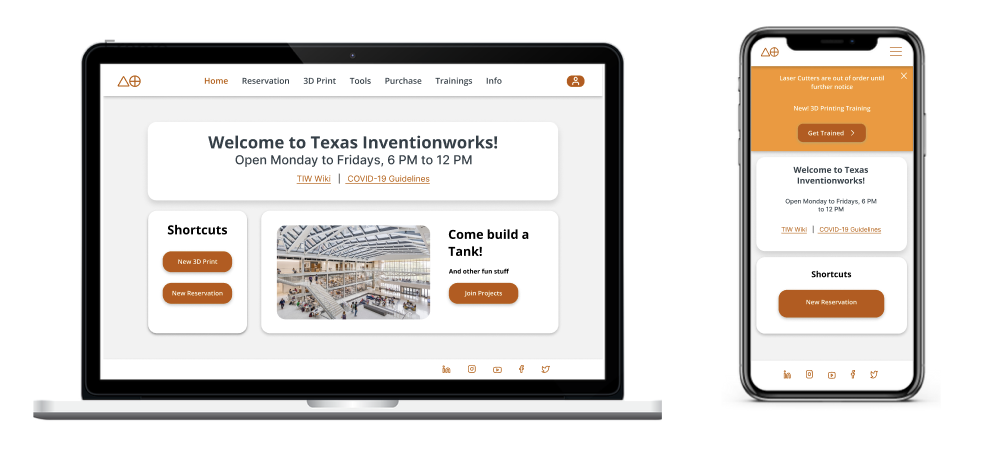 Home Reservation 3D Print Tools Purchase Trainings Info
Welcome to Texas Inventionworks!
Open Monday to Fridays, 6 PM to 12 PM
TIW Wiki | COVID-19 Guidelines
Shortcuts
New 3D Print
New Reservation
Come build a
Tank!
And other fun stuff
Join Projects
Laser Cutters are out of order until
further notice
New! 3D Printing Training
Get Trained
Welcome to Texas
Inventionworks!
Open Monday to Fridays, 6 PM
to 12 PM
TIW Wiki | COVID-19 Guidelines
Shortcuts
New Reservation